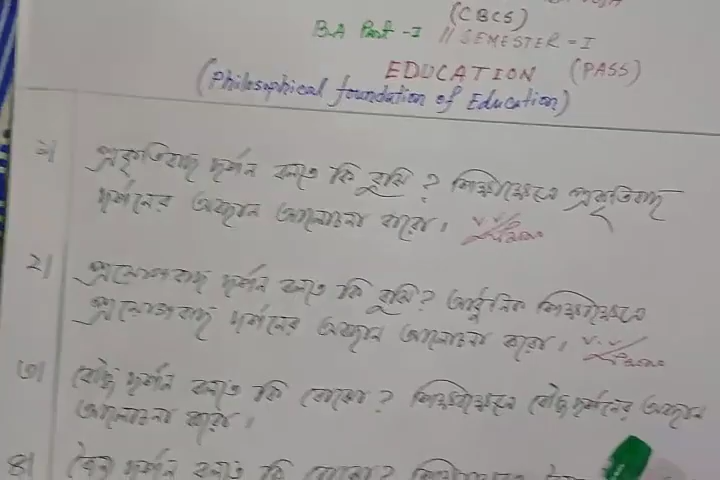 (CBCS)
BA Part - I // SEMESTER - I
EDUCATION (PASS)
(Philosophical foundation of Education)
১। প্রকৃতিবাদ দর্শন বলতে কি বুঝি? শিক্ষাক্ষেত্রে প্রকৃতিবাদ
দর্শনের অবদান আলোচনা করো।
২। প্রয়োগবাদ দর্শন বলতে কি বুঝি? আধুনিক শিক্ষাক্ষেত্রে
প্রয়োগবাদ দর্শনের অবদান আলোচনা করো।
৩। বৌদ্ধ দর্শন বলতে কি বোঝো? শিক্ষাক্ষেত্রে বৌদ্ধ দর্শনের অবদান
আলোচনা করো।
৪। জৈন দর্শন বলতে কি বোঝো?